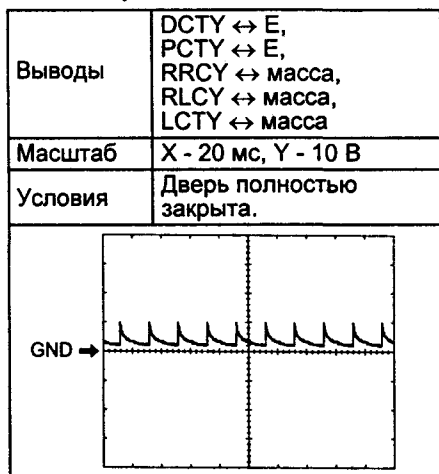 Выводы
DCTY ↔ E,
PCTY ↔ E,
RRCY ↔ масса,
RLCY ↔ масса,
LCTY ↔ масса
Масштаб
X - 20 мс, Y - 10 В
Условия
Дверь полностью
закрыта.
GND